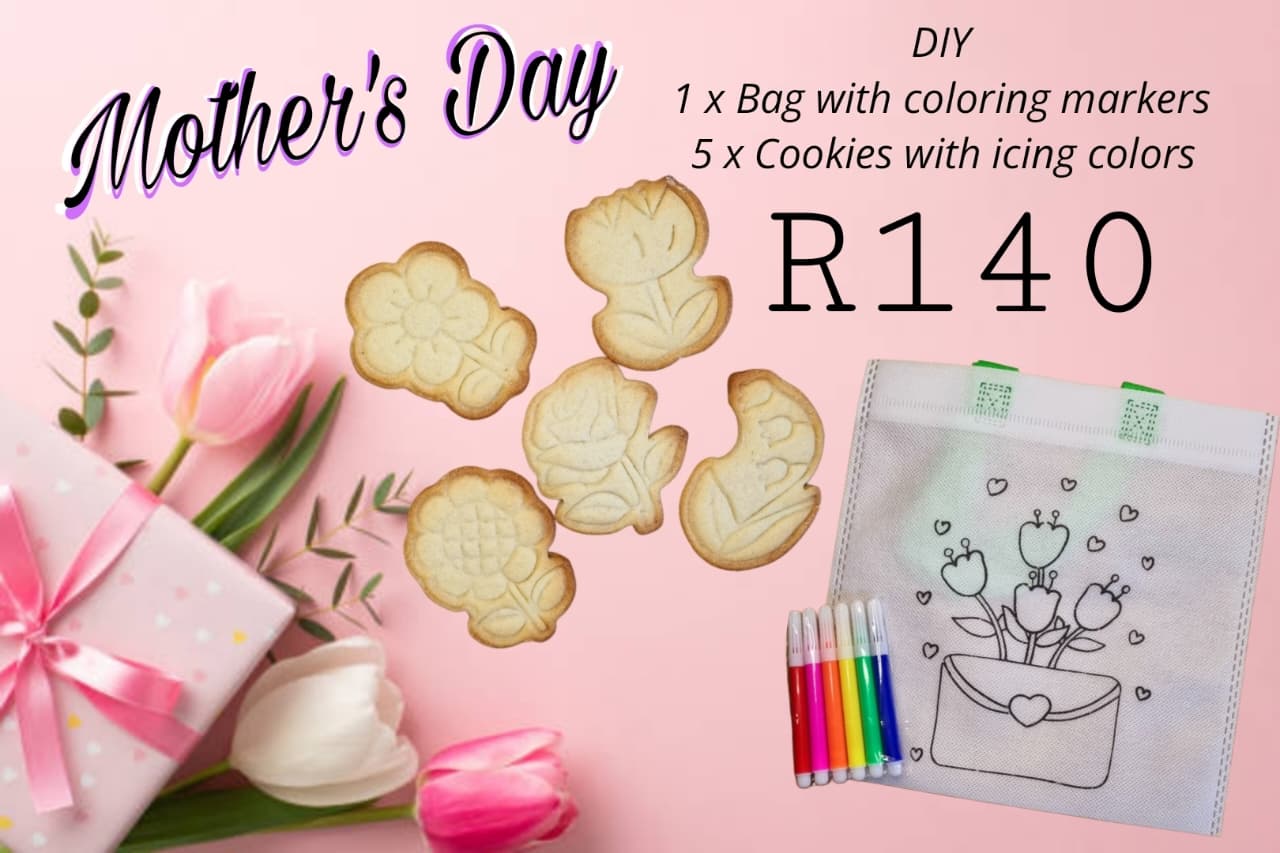 Mother's Day
DIY
1 x Bag with coloring markers
5 x Cookies with icing colors
R140